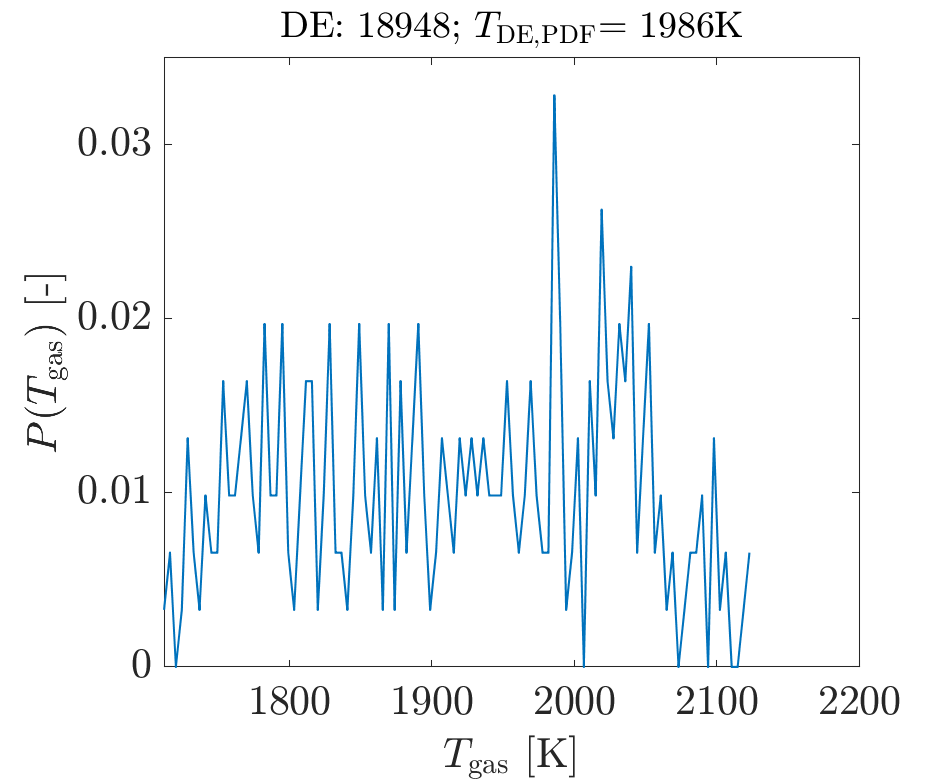 DE: 18948; T_DE,PDF= 1986K
0.03
0.02
0.01
0
P(T_gas) [-]
1800 1900 2000 2100 2200
T_gas [K]